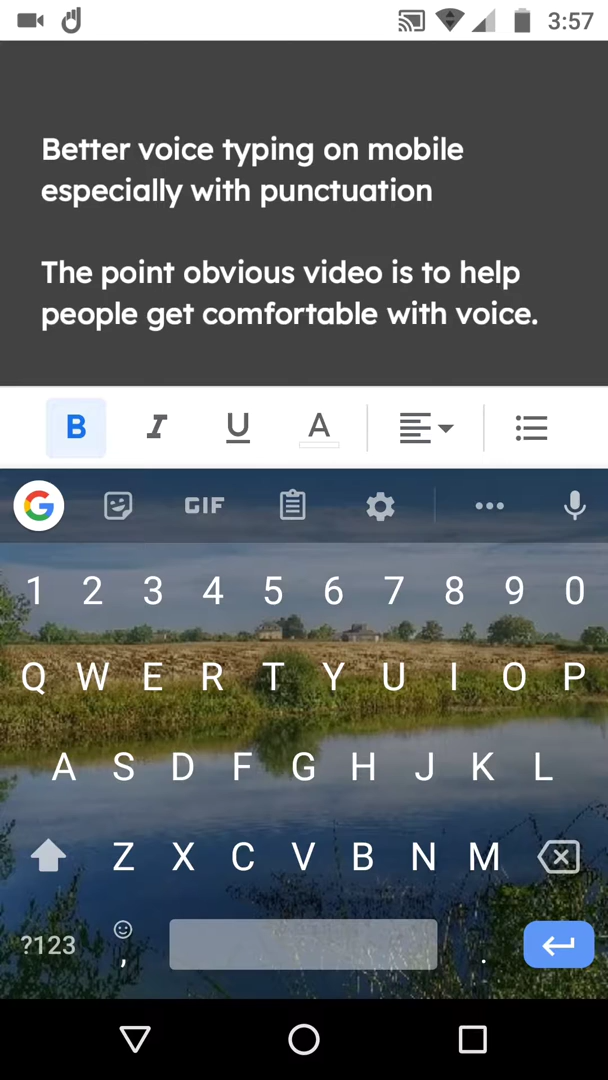 3:57
Better voice typing on mobile
especially with punctuation
The point obvious video is to help
people get comfortable with voice.
B I U A
G GIF
1 2 3 4 5 6 7 8 9 0
Q W E R T Y U I O P
A S D F G H J K L
Z X C V B N M
?123 , .